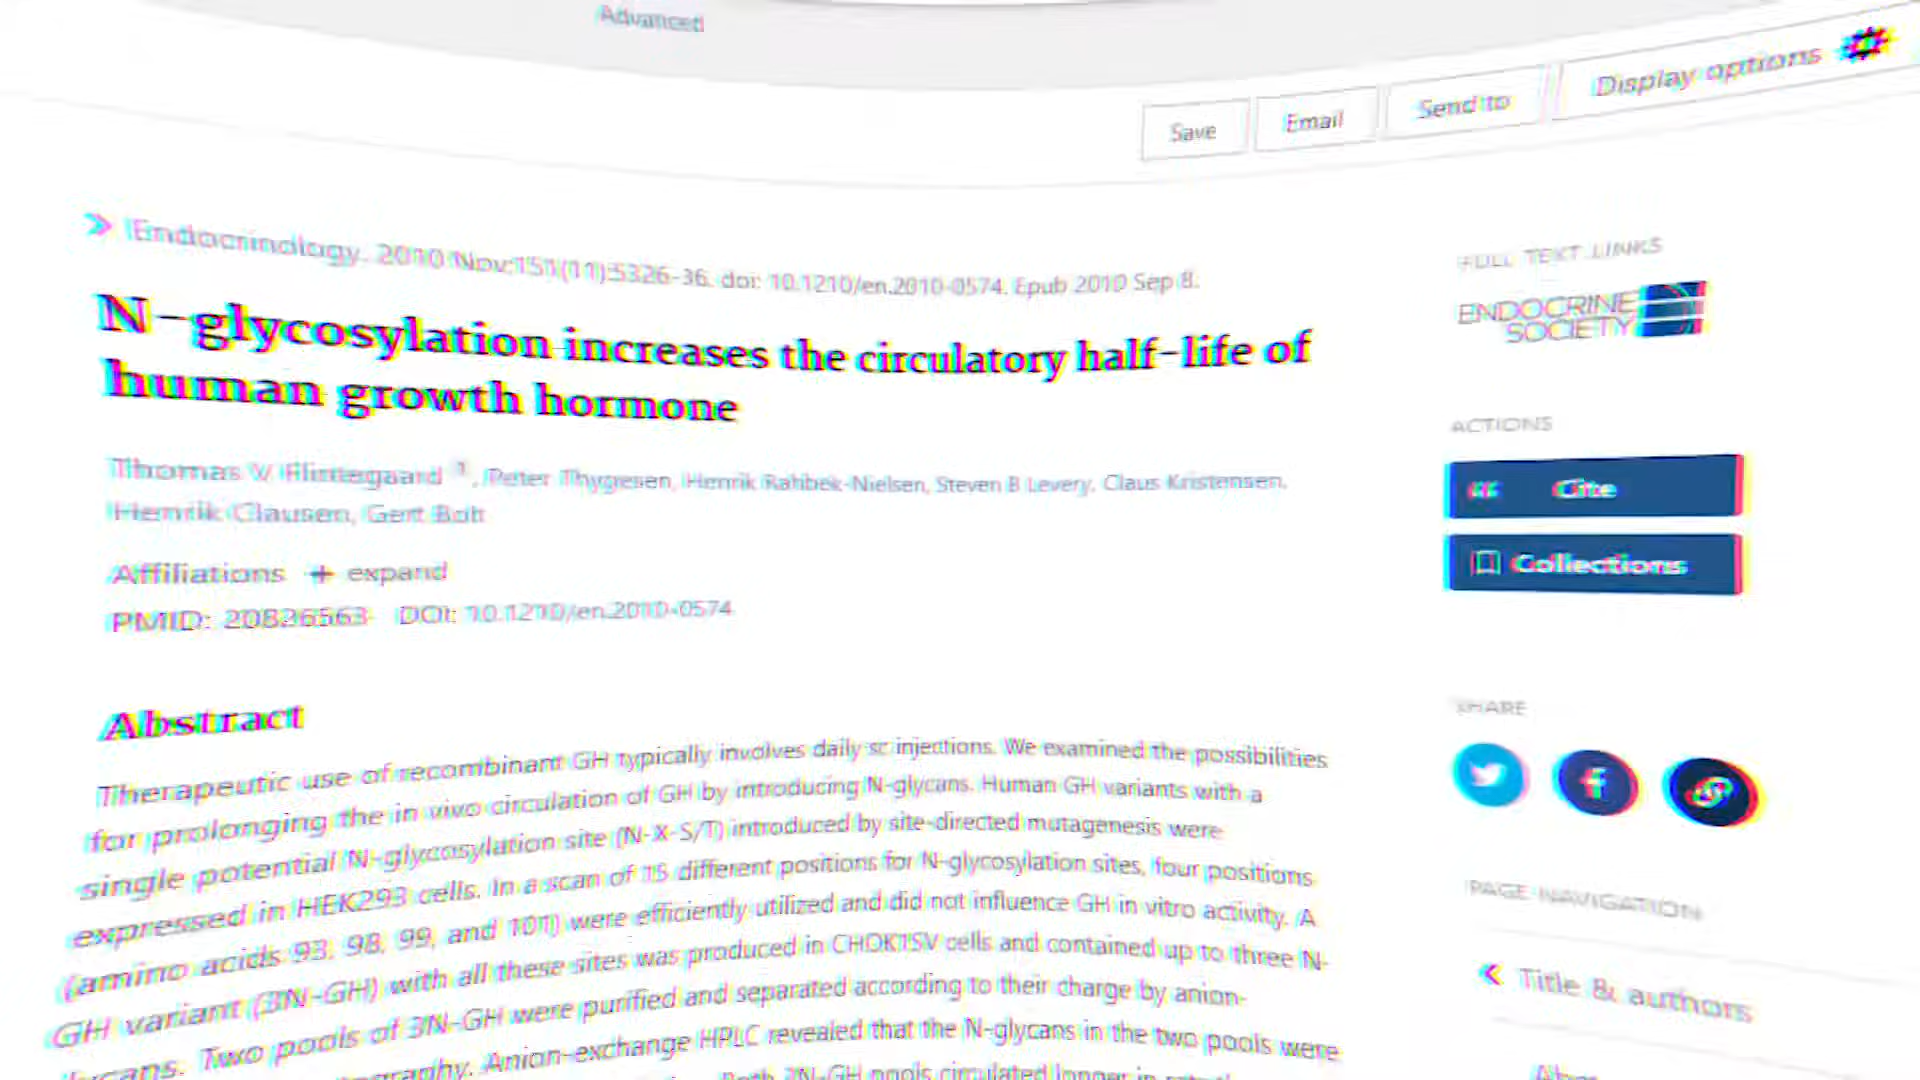 Advanced
Save
Email
Send to
Display options
Endocrinology. 2010 Nov;151(11):5326-36. doi: 10.1210/en.2010-0574. Epub 2010 Sep 8.
N-glycosylation increases the circulatory half-life of
human growth hormone
Thomas V Flintegaard 1, Peter Thygesen, Henrik Rahbek-Nielsen, Steven B Levery, Claus Kristensen,
Henrik Clausen, Gert Bolt
Affiliations + expand
PMID: 20826563 DOI: 10.1210/en.2010-0574
Abstract
Therapeutic use of recombinant GH typically involves daily sc injections. We examined the possibilities
for prolonging the in vivo circulation of GH by introducing N-glycans. Human GH variants with a
single potential N-glycosylation site (N-X-S/T) introduced by site-directed mutagenesis were
expressed in HEK293 cells. In a scan of 15 different positions for N-glycosylation sites, four positions
(amino acids 93, 98, 99, and 101) were efficiently utilized and did not influence GH in vitro activity. A
GH variant (3N-GH) with all these sites was produced in CHOK1SV cells and contained up to three N-
glycans. Two pools of 3N-GH were purified and separated according to their charge by anion-
Anion-exchange HPLC revealed that the N-glycans in the two pools were
Both 3N-GH pools circulated longer in
FULL TEXT LINKS
ENDOCRINE
SOCIETY
ACTIONS
Cite
Collections
SHARE
PAGE NAVIGATION
Title & authors